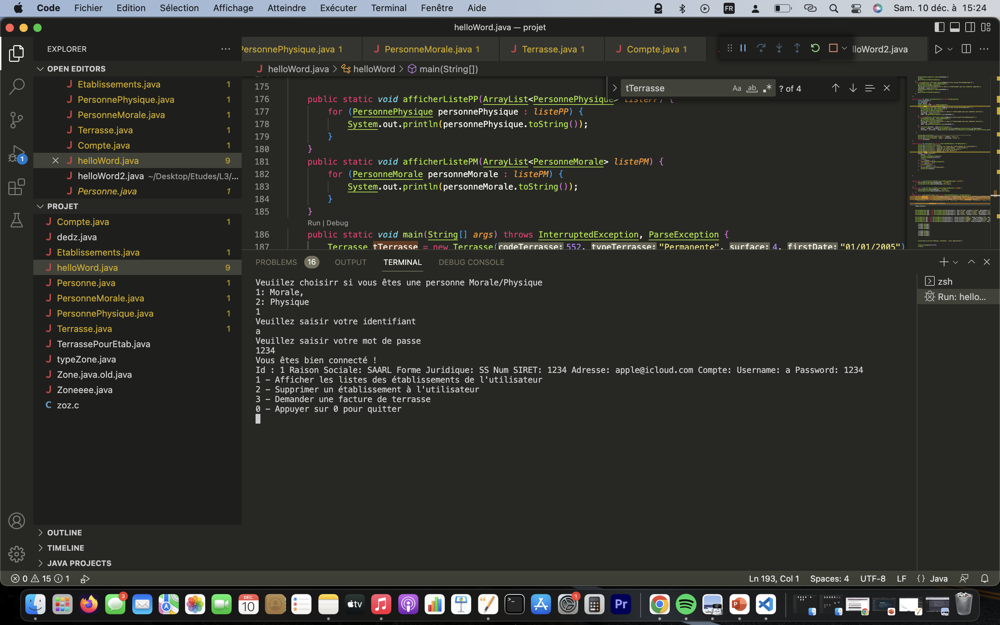 Code Fichier Edition Sélection Affichage Atteindre Exécuter Terminal Fenêtre Aide FR Sam. 10 déc. à 15:24
helloWord.java — projet
EXPLORER
ersonnePhysique.java 1 PersonneMorale.java 1 Terrasse.java 1 Compte.java 1 lloWord2.java
OPEN EDITORS
Etablissements.java 1
PersonnePhysique.java 1
PersonneMorale.java 1
Terrasse.java 1
Compte.java 1
helloWord.java 9
helloWord2.java ~/Desktop/Etudes/L3/...
Personne.java 1
PROJET
Compte.java 1
dedz.java
Etablissements.java 1
helloWord.java 9
Personne.java 1
PersonneMorale.java 1
PersonnePhysique.java 1
Terrasse.java 1
TerrassePourEtab.java
typeZone.java
Zone.java.old.java
Zoneeee.java
C zoz.c
OUTLINE
TIMELINE
JAVA PROJECTS
1
helloWord.java > helloWord > main(String[])
tTerrasse Aa ab ? of 4
175
176 public static void afficherListePP(ArrayList<PersonnePhysique> listePP) {
177 for (PersonnePhysique personnePhysique : listePP) {
178 System.out.println(personnePhysique.toString());
179 }
180 }
181 public static void afficherListePM(ArrayList<PersonneMorale> listePM) {
182 for (PersonneMorale personneMorale : listePM) {
183 System.out.println(personneMorale.toString());
184 }
185 }
Run | Debug
186 public static void main(String[] args) throws InterruptedException, ParseException {
187 Terrasse tTerrasse = new Terrasse(codeTerrasse: 552, typeTerrasse: "Permanente", surface: 4, firstDate: "01/01/2005")
PROBLEMS 16 OUTPUT TERMINAL DEBUG CONSOLE
zsh
Run: hello...
Veuiilez choisirr si vous êtes une personne Morale/Physique
1: Morale,
2: Physique
1
Veuillez saisir votre identifiant
a
Veuillez saisir votre mot de passe
1234
Vous êtes bien connecté !
Id : 1 Raison Sociale: SAARL Forme Juridique: SS Num SIRET: 1234 Adresse: apple@icloud.com Compte: Username: a Password: 1234
1 – Afficher les listes des établissements de l'utilisateur
2 – Supprimer un établissement à l'utilisateur
3 – Demander une facture de terrasse
0 – Appuyer sur 0 pour quitter
0 15 1 Ln 193, Col 1 Spaces: 4 UTF-8 LF {} Java
3 DÉC. 10 tv 1 Pr